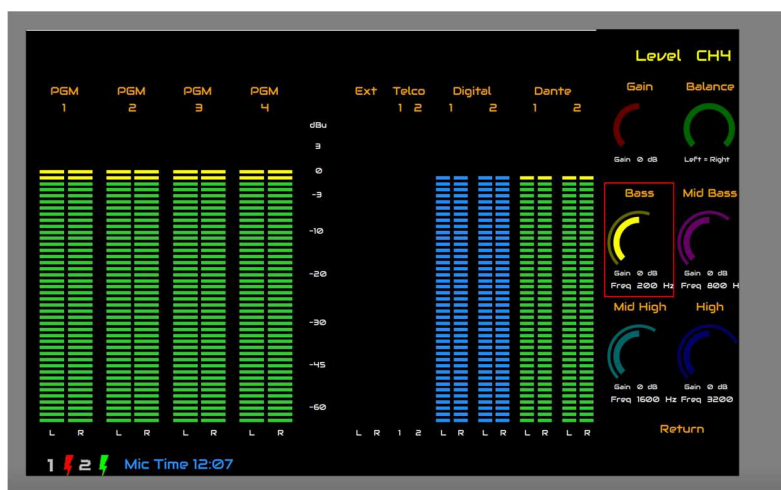 Level CH4
PGM PGM PGM PGM Ext Telco Digital Dante Gain Balance
1 2 3 4 1 2 1 2 1 2
dBu
3
Gain 0 dB Left = Right
0
-3 Bass Mid Bass
-10
-20 Gain 0 dB Gain 0 dB
Freq 200 Hz Freq 800 H
Mid High High
-30
-45
Gain 0 dB Gain 0 dB
Freq 1600 Hz Freq 3200
-60
L R L R L R L R L R 1 2 L R L R L R L R Return
1 2 Mic Time 12:07